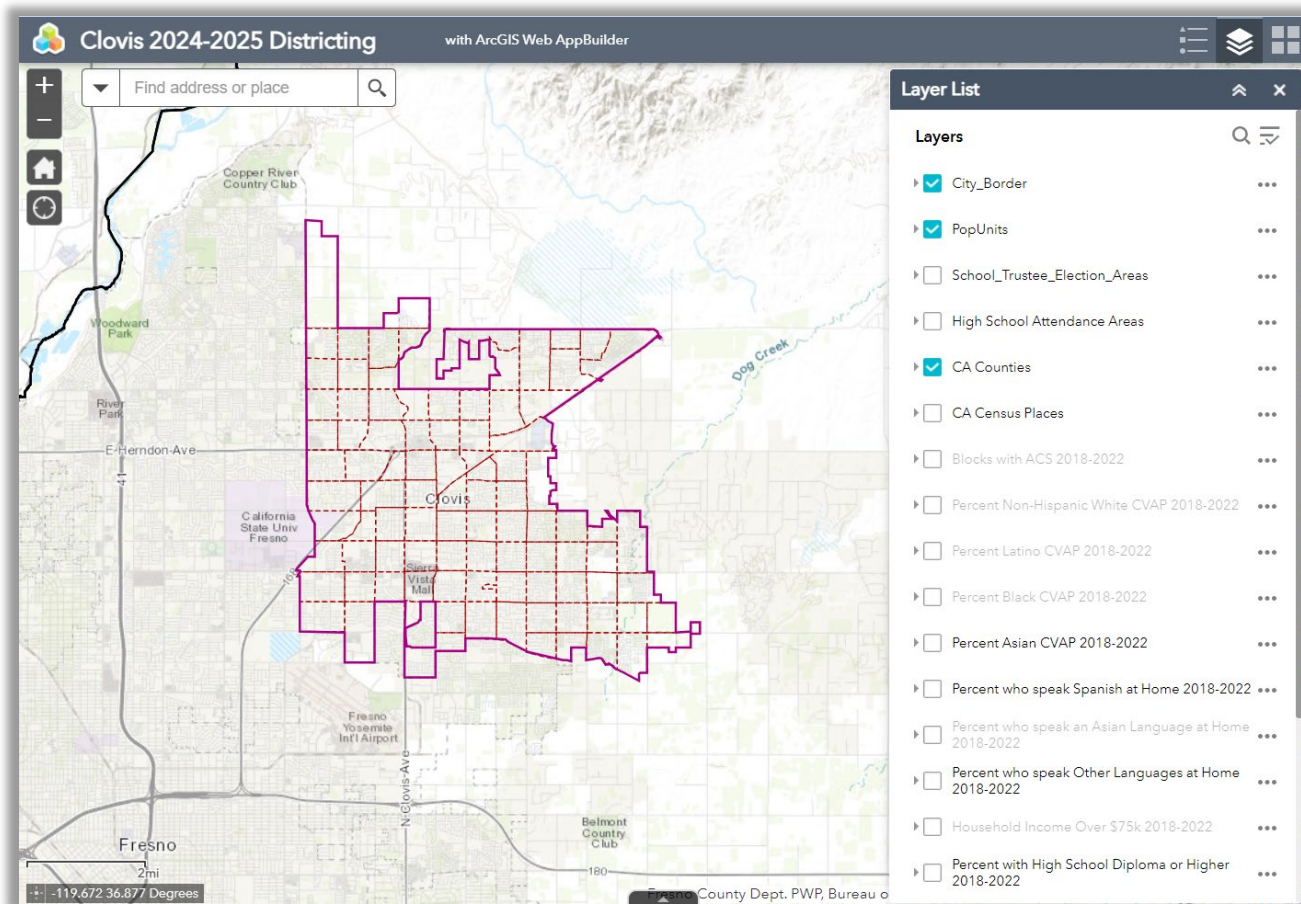 Clovis 2024-2025 Districting
with ArcGIS Web AppBuilder
+
Find address or place
−
Layer List
Layers
City_Border
PopUnits
School_Trustee_Election_Areas
High School Attendance Areas
CA Counties
CA Census Places
Blocks with ACS 2018-2022
Percent Non-Hispanic White CVAP 2018-2022
Percent Latino CVAP 2018-2022
Percent Black CVAP 2018-2022
Percent Asian CVAP 2018-2022
Percent who speak Spanish at Home 2018-2022
Percent who speak an Asian Language at Home
2018-2022
Percent who speak Other Languages at Home
2018-2022
Household Income Over $75k 2018-2022
Percent with High School Diploma or Higher
2018-2022
Copper River
Country Club
Woodward
Park
Dog Creek
River
Park
E-Herndon-Ave
41
Clovis
California
State Univ
Fresno
168
Sierra
Vista
Mall
Fresno
Yosemite
Int'l Airport
N-Clovis-Ave
Belmont
Country
Club
Fresno
180
2mi
-119.672 36.877 Degrees
Fresno County Dept. PWP, Bureau o